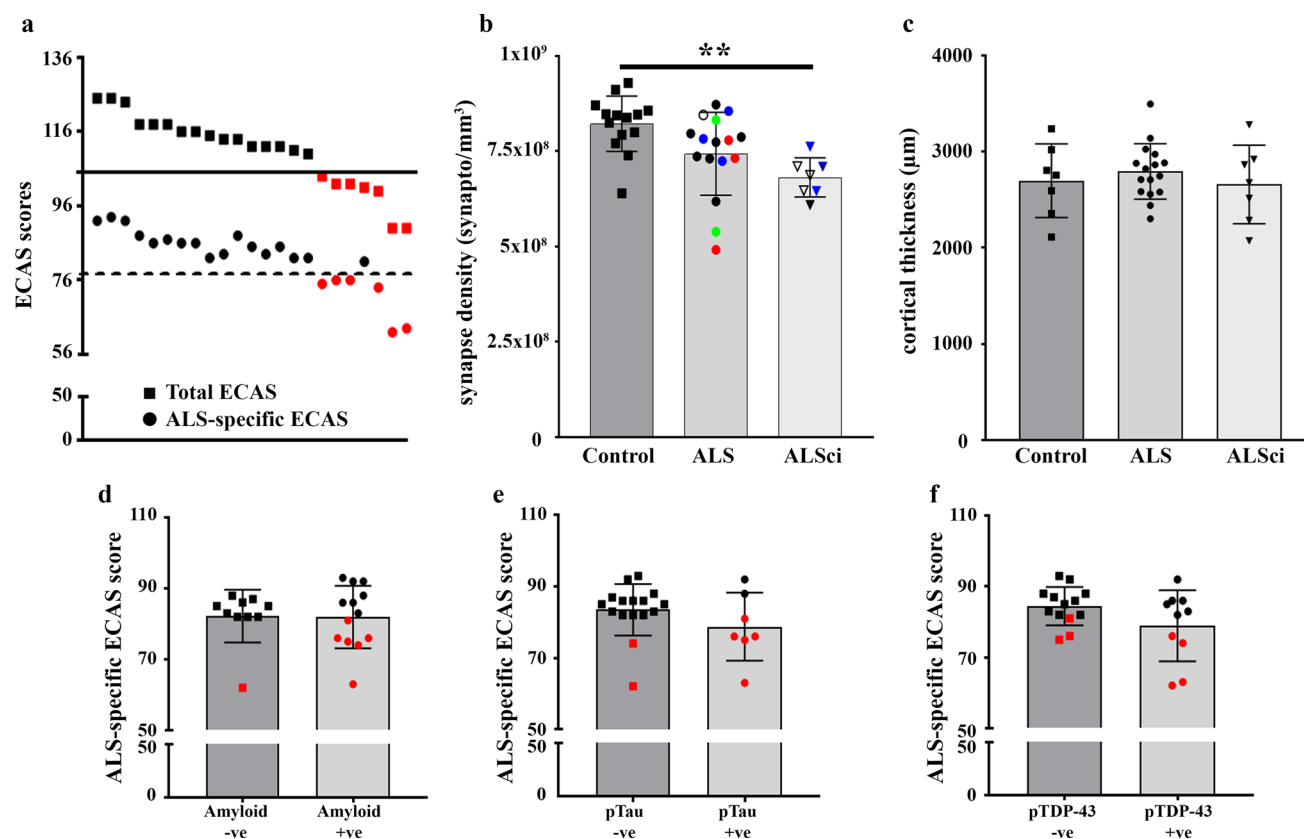 a
136
116
96
76
56
50
0
ECAS scores
Total ECAS
ALS-specific ECAS
b
**
1x10⁹
7.5x10⁸
5x10⁸
2.5x10⁸
0
synapse density (synapto/mm³)
Control ALS ALSci
c
4000
3000
2000
1000
0
cortical thickness (µm)
Control ALS ALSci
d
110
90
70
50
50
0
ALS-specific ECAS score
Amyloid Amyloid
-ve +ve
e
110
90
70
50
50
0
ALS-specific ECAS score
pTau pTau
-ve +ve
f
110
90
70
50
50
0
ALS-specific ECAS score
pTDP-43 pTDP-43
-ve +ve